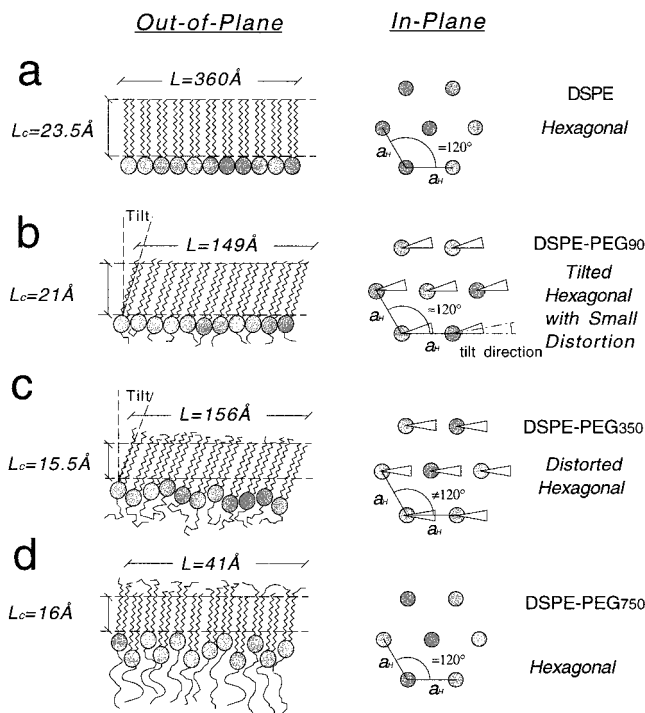 Out-of-Plane
In-Plane
a
L=360Å
Lc=23.5Å
DSPE
Hexagonal
=120°
aH
aH
b
Tilt
L=149Å
Lc=21Å
DSPE-PEG90
Tilted
Hexagonal
with Small
Distortion
≈120°
aH
aH
tilt direction
c
Tilt
L=156Å
Lc=15.5Å
DSPE-PEG350
Distorted
Hexagonal
≠120°
aH
aH
d
L=41Å
Lc=16Å
DSPE-PEG750
Hexagonal
=120°
aH
aH